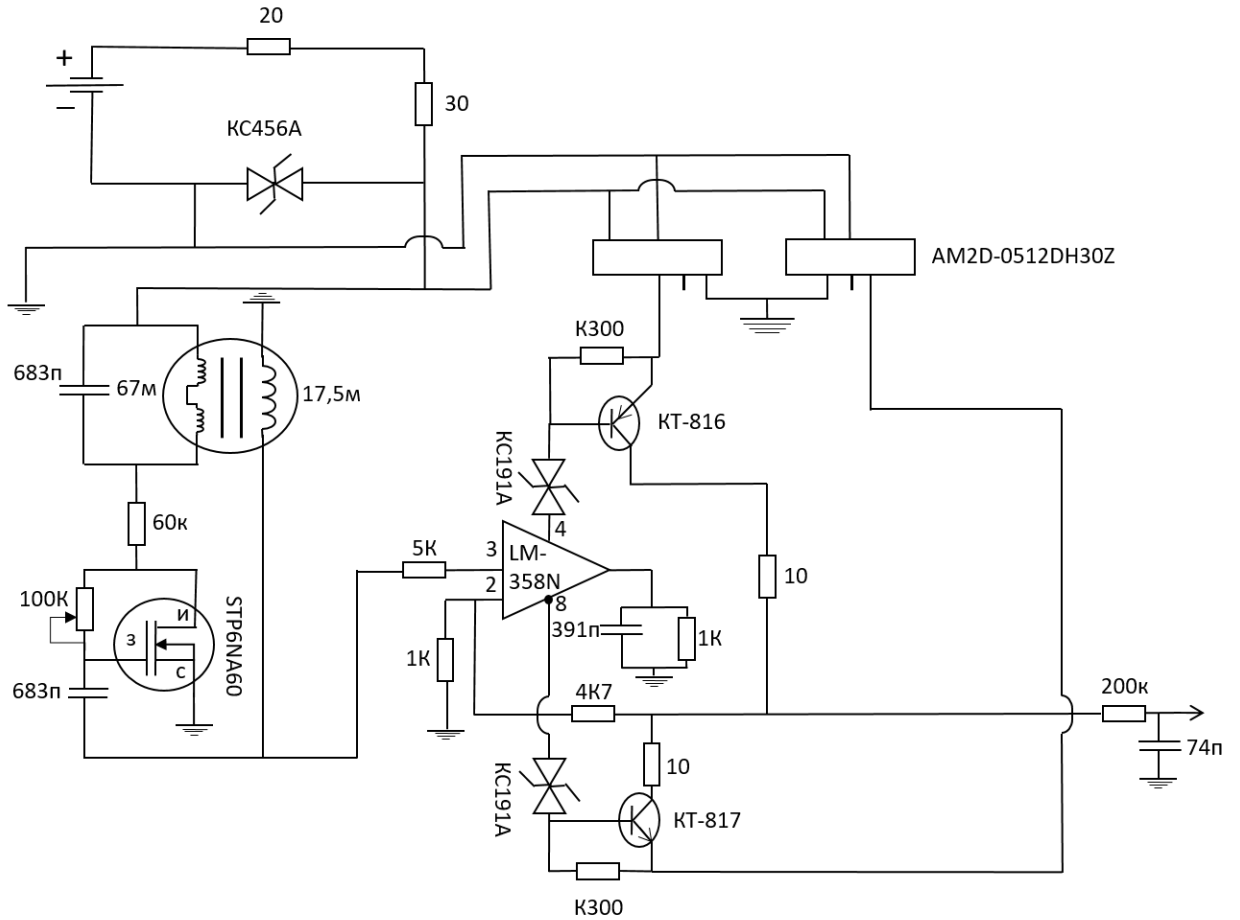 20
+
–
30
КС456А
AM2D-0512DH30Z
К300
683п
67м
17,5м
КТ-816
КС191А
60к
4
5К
3
LM-
358N
2
8
10
100К
и
з
с
STP6NA60
391п
1К
1К
683п
4К7
200к
74п
10
КС191А
КТ-817
К300